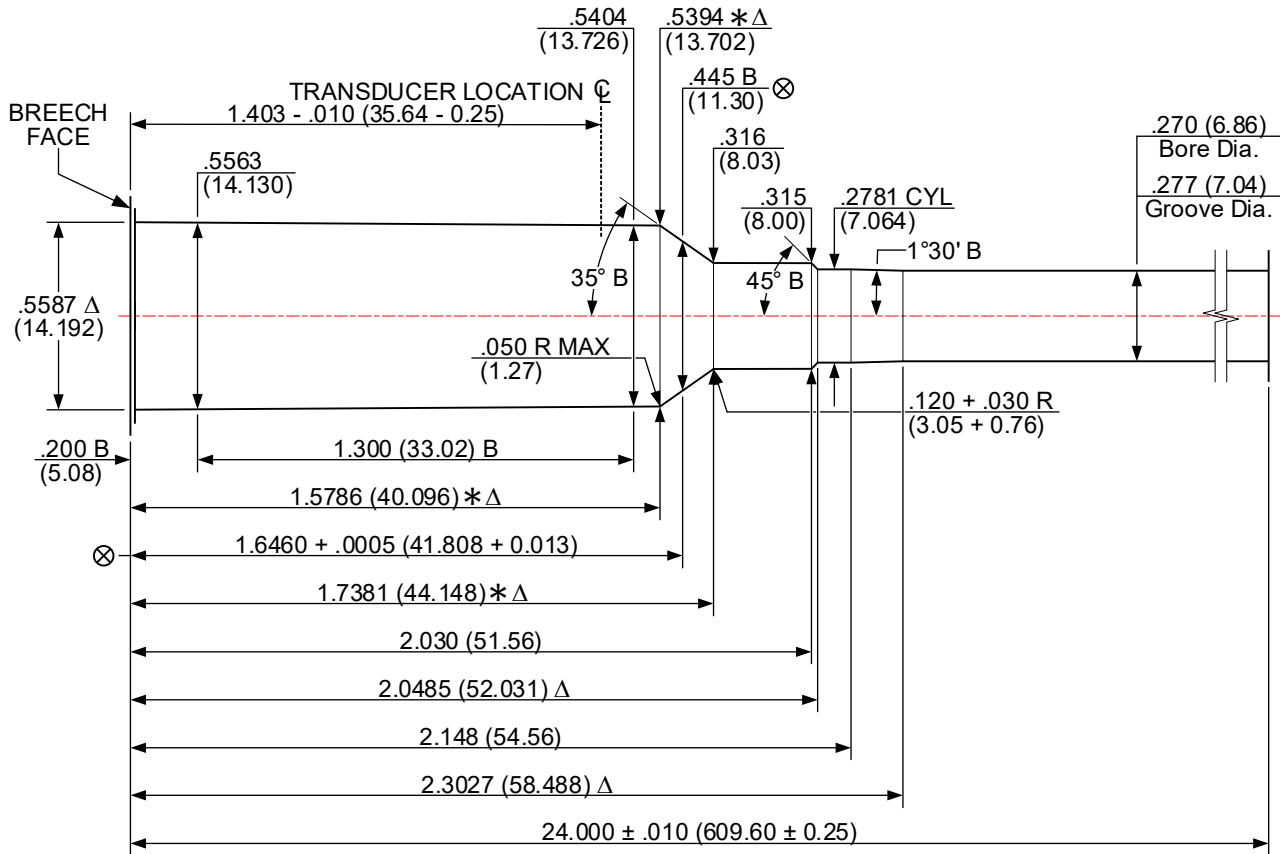 .5404
(13.726)
.5394 ✳ Δ
(13.702)
.445 B ⊗
(11.30)
TRANSDUCER LOCATION ℄
1.403 - .010 (35.64 - 0.25)
BREECH
FACE
.5563
(14.130)
.316
(8.03)
.270 (6.86)
Bore Dia.
.277 (7.04)
Groove Dia.
.315
(8.00)
.2781 CYL
(7.064)
1°30' B
35° B
45° B
.5587 Δ
(14.192)
.050 R MAX
(1.27)
.120 + .030 R
(3.05 + 0.76)
.200 B
(5.08)
1.300 (33.02) B
1.5786 (40.096) ✳ Δ
⊗ 1.6460 + .0005 (41.808 + 0.013)
1.7381 (44.148) ✳ Δ
2.030 (51.56)
2.0485 (52.031) Δ
2.148 (54.56)
2.3027 (58.488) Δ
24.000 ± .010 (609.60 ± 0.25)